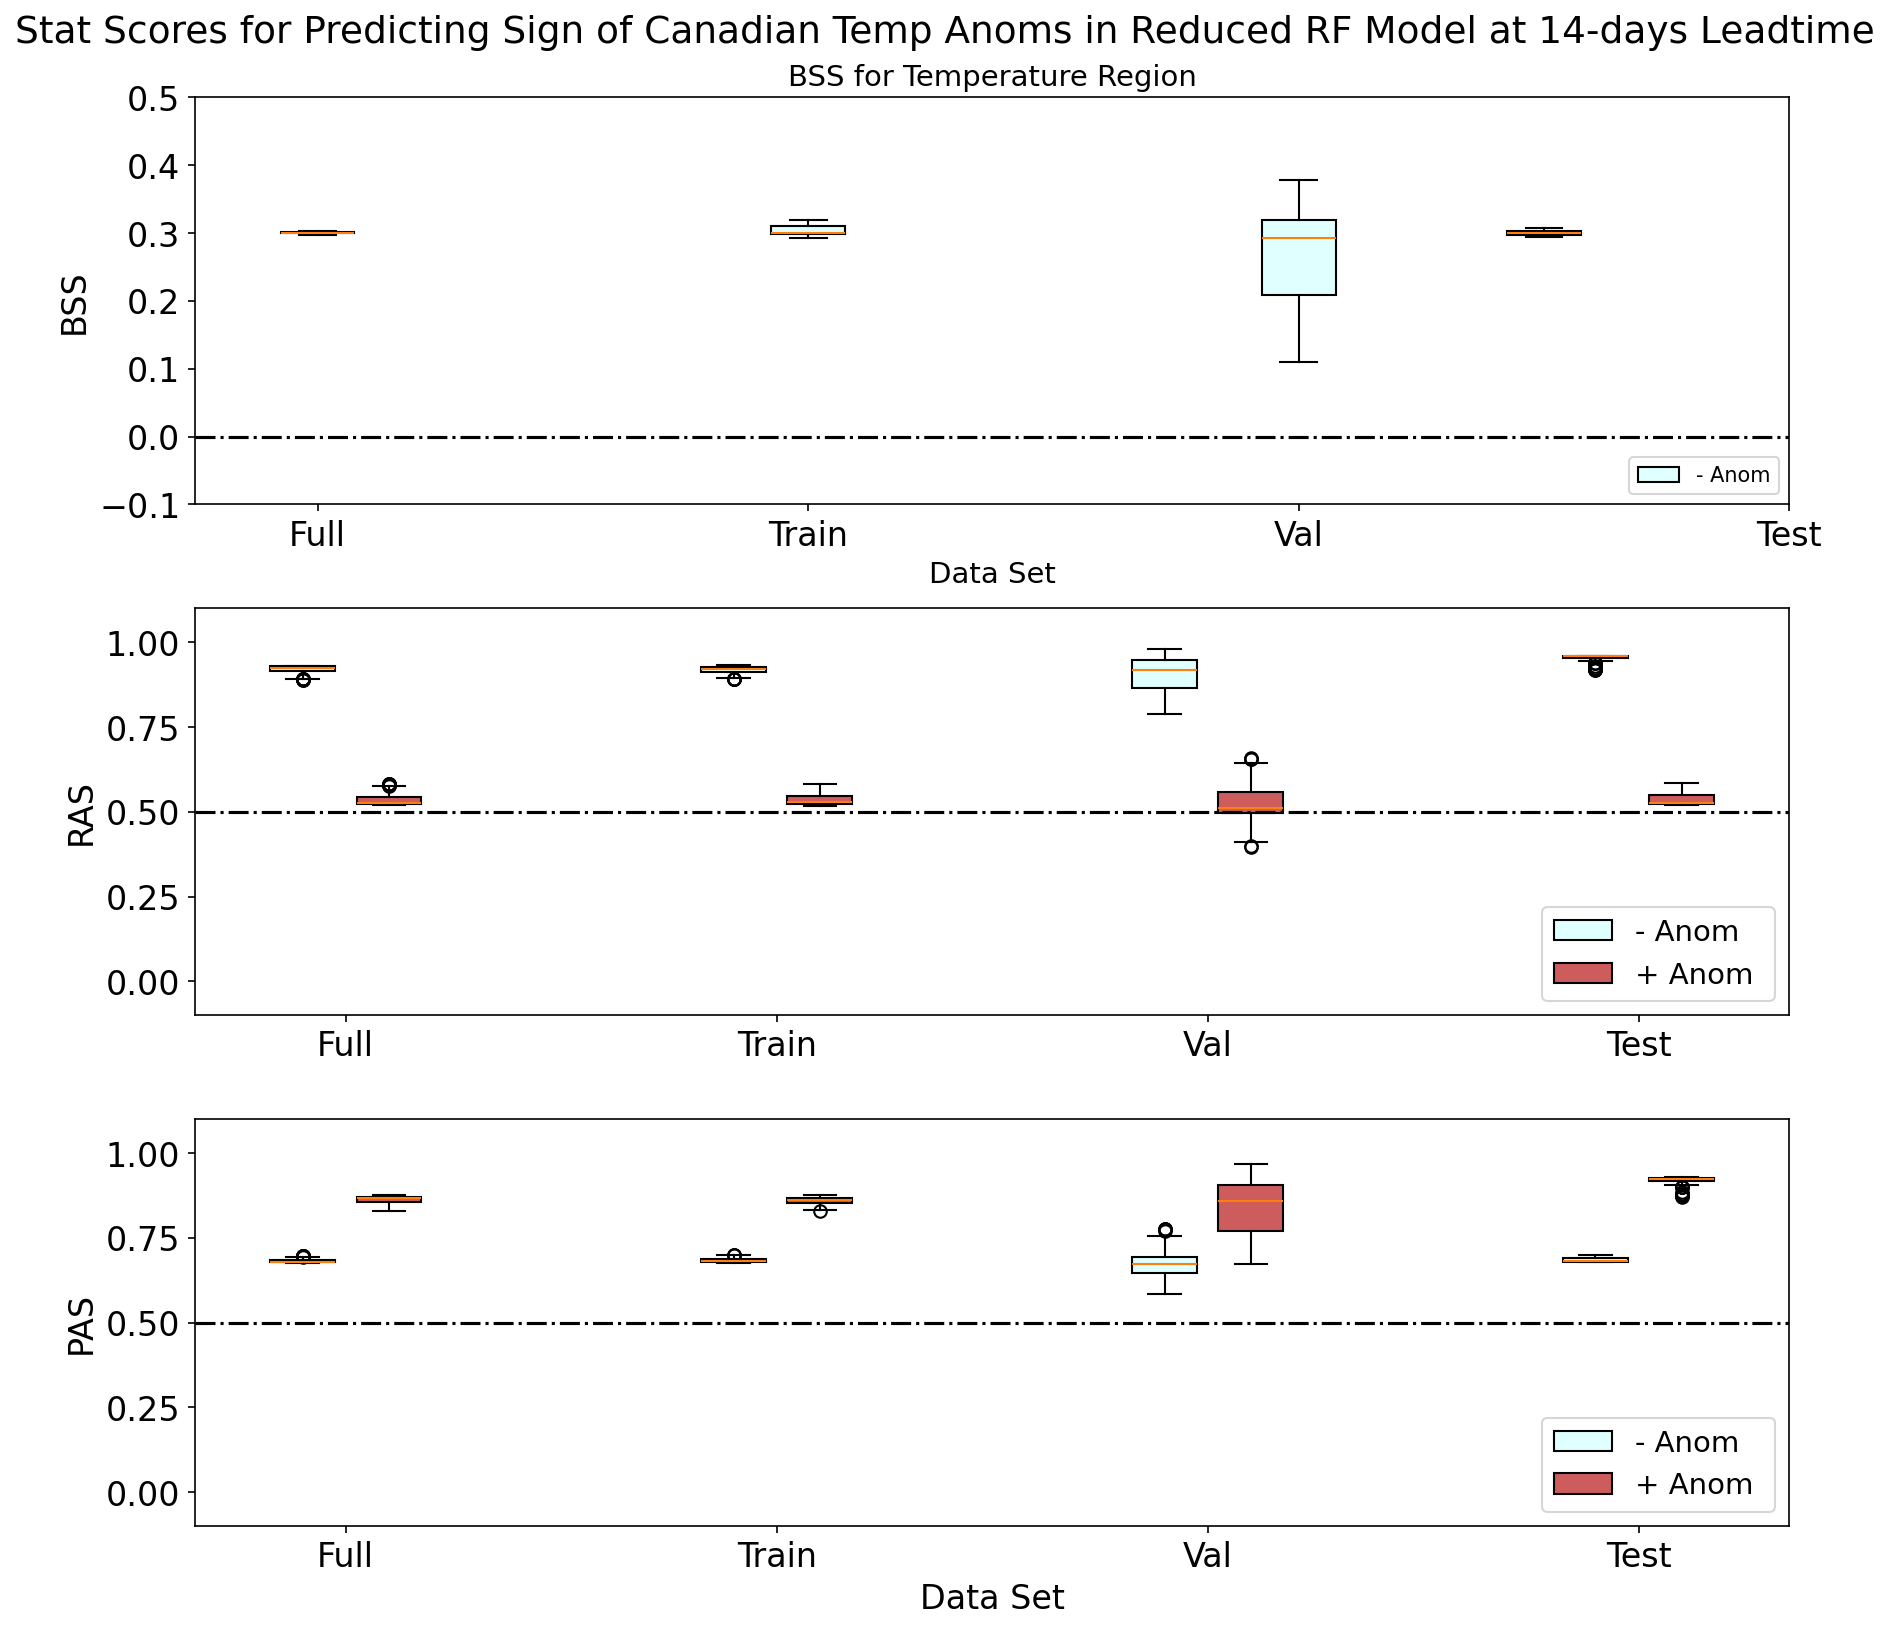 Stat Scores for Predicting Sign of Canadian Temp Anoms in Reduced RF Model at 14-days Leadtime
BSS for Temperature Region
0.5
0.4
0.3
0.2
0.1
0.0
−0.1
BSS
- Anom
Full Train Val Test
Data Set
1.00
0.75
0.50
0.25
0.00
RAS
- Anom
+ Anom
Full Train Val Test
1.00
0.75
0.50
0.25
0.00
PAS
- Anom
+ Anom
Full Train Val Test
Data Set